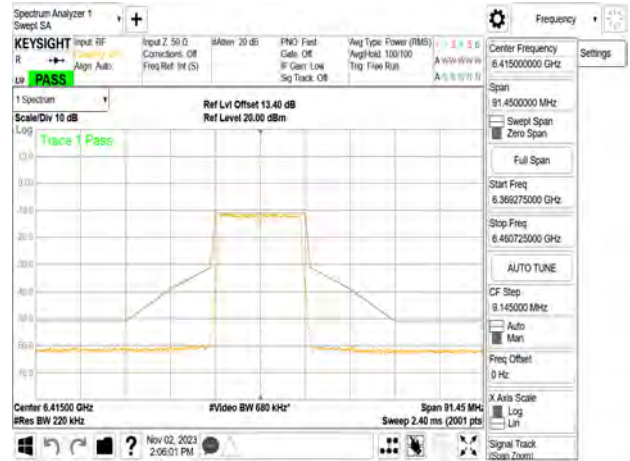 Spectrum Analyzer 1
Swept SA
+
Frequency
KEYSIGHT
Input: RF
Align: Auto
Input Z: 50 Ω
Corrections: Off
Freq Ref: Int (S)
#Atten: 20 dB
PNO: Fast
Gate: Off
IF Gain: Low
Sig Track: Off
Avg Type: Power (RMS)
Avg|Hold: 100/100
Trig: Free Run
PASS
1 Spectrum
Scale/Div 10 dB
Ref Lvl Offset 13.40 dB
Ref Level 20.00 dBm
Log
Trace 1 Pass
Center 6.41500 GHz
#Res BW 220 kHz
#Video BW 680 kHz*
Span 91.45 MHz
Sweep 2.40 ms (2001 pts
Nov 02, 2023
2:06:01 PM
Center Frequency
6.415000000 GHz
Settings
Span
91.4500000 MHz
Swept Span
Zero Span
Full Span
Start Freq
6.369275000 GHz
Stop Freq
6.460725000 GHz
AUTO TUNE
CF Step
9.145000 MHz
Auto
Man
Freq Offset
0 Hz
X Axis Scale
Log
Lin
Signal Track
(Span Zoom)